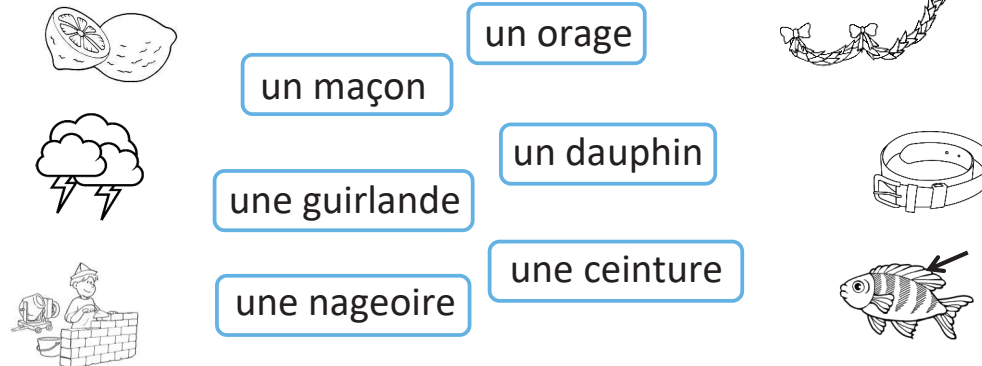 un orage
un maçon
un dauphin
une guirlande
une ceinture
une nageoire